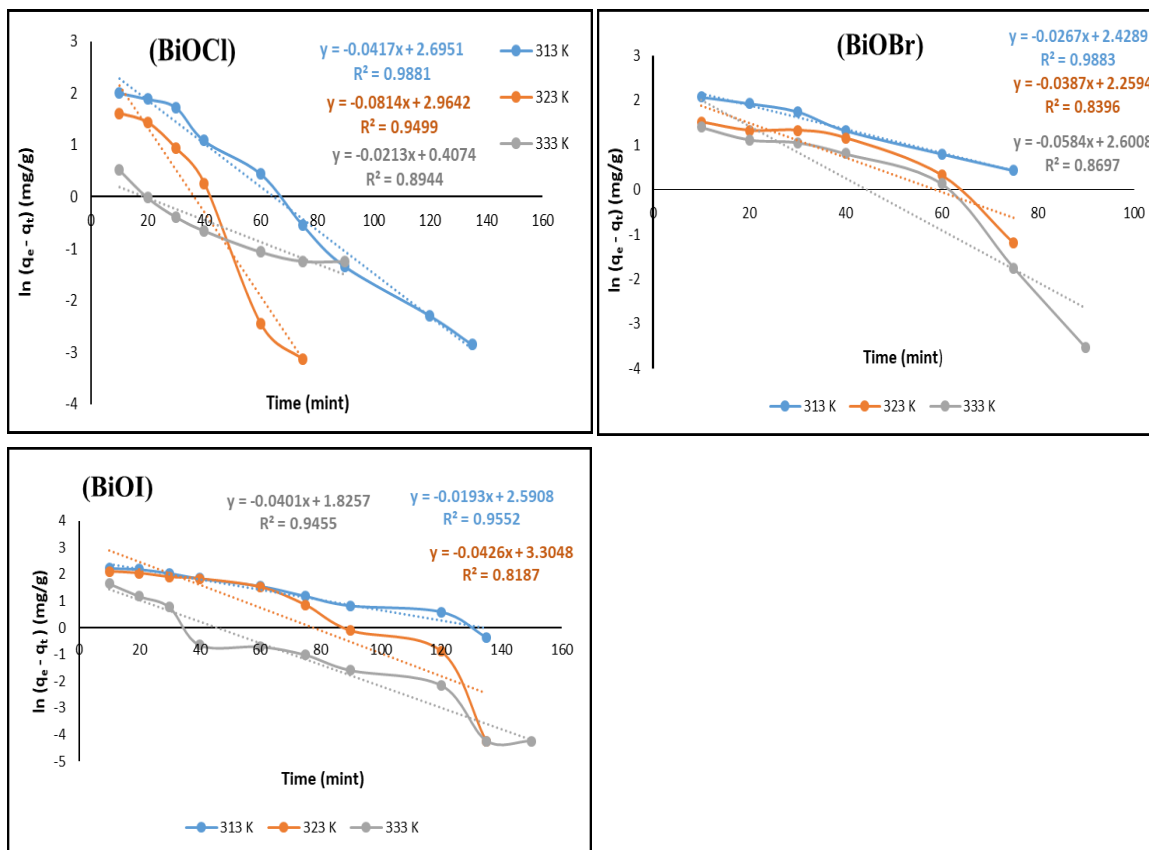 (BiOCl)
y = -0.0417x + 2.6951
R² = 0.9881
y = -0.0814x + 2.9642
R² = 0.9499
y = -0.0213x + 0.4074
R² = 0.8944
313 K
323 K
333 K
3
2
1
0
-1
-2
-3
-4
0 20 40 60 80 100 120 140 160
ln (qₑ - qₜ) (mg/g)
Time (mint)
(BiOBr)
y = -0.0267x + 2.4289
R² = 0.9883
y = -0.0387x + 2.2594
R² = 0.8396
y = -0.0584x + 2.6008
R² = 0.8697
3
2
1
0
-1
-2
-3
-4
0 20 40 60 80 100
ln (qₑ - qₜ) (mg/g)
Time (mint)
313 K 323 K 333 K
(BiOI)
y = -0.0401x + 1.8257
R² = 0.9455
y = -0.0193x + 2.5908
R² = 0.9552
y = -0.0426x + 3.3048
R² = 0.8187
4
3
2
1
0
-1
-2
-3
-4
-5
0 20 40 60 80 100 120 140 160
ln (qₑ - qₜ ) (mg/g)
Time (mint)
313 K 323 K 333 K